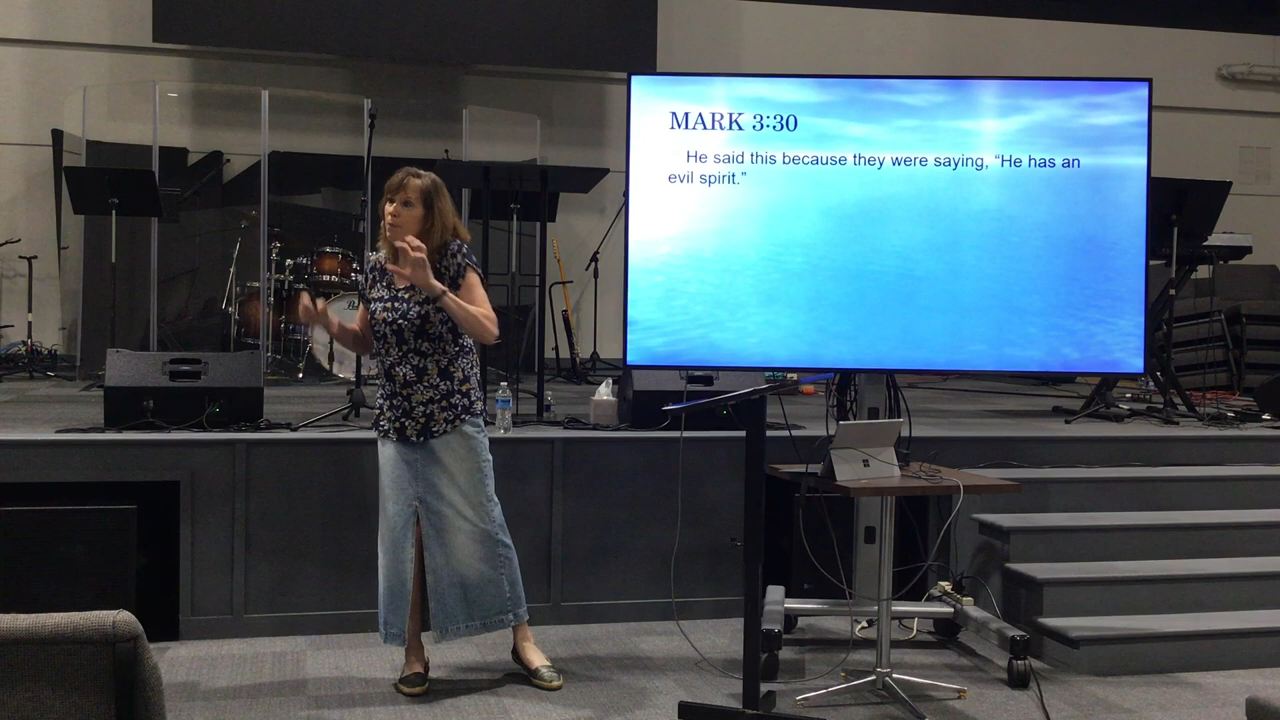 MARK 3:30
He said this because they were saying, “He has an
evil spirit.”